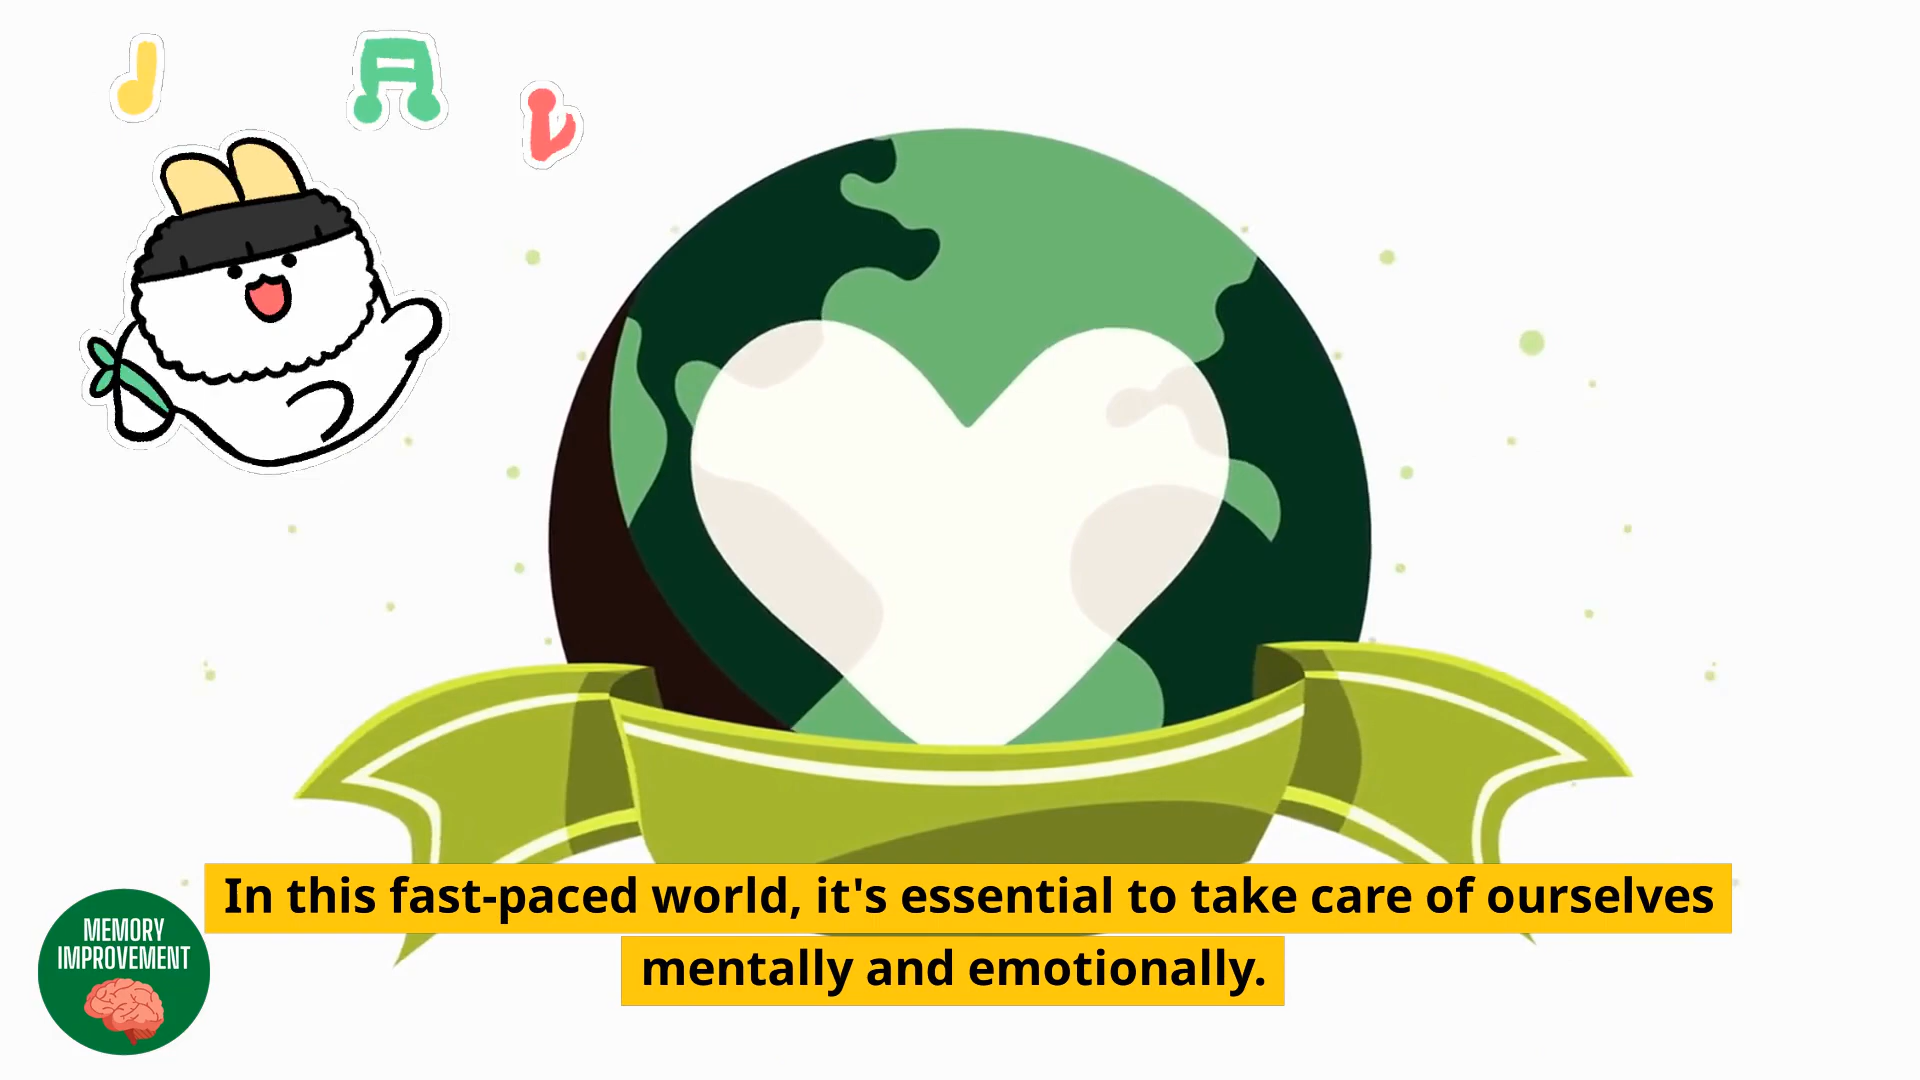 In this fast-paced world, it's essential to take care of ourselves
mentally and emotionally.
MEMORY
IMPROVEMENT